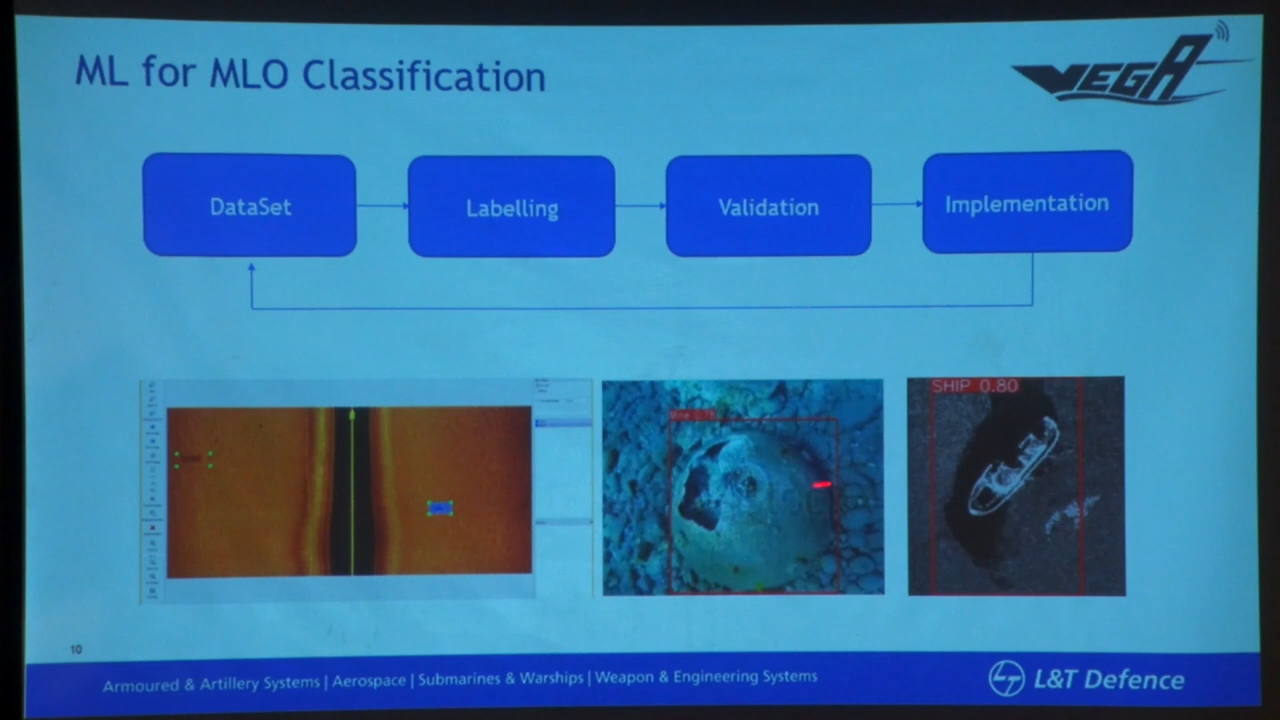 ML for MLO Classification
VEGA
DataSet
Labelling
Validation
Implementation
SHIP 0.80
10
Armoured & Artillery Systems | Aerospace | Submarines & Warships | Weapon & Engineering Systems
L&T Defence